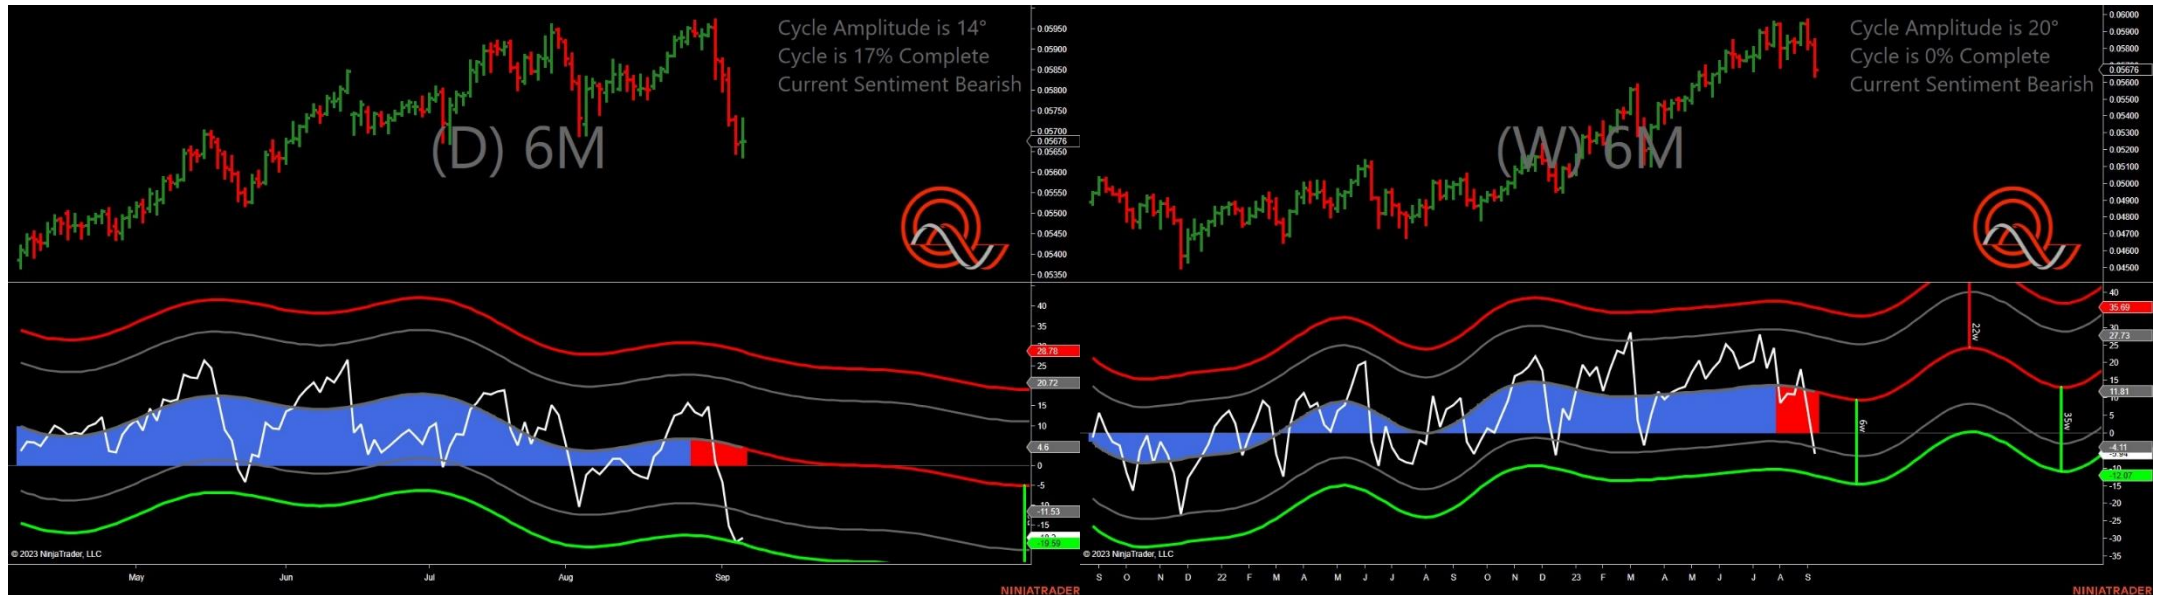 Cycle Amplitude is 14°
Cycle is 17% Complete
Current Sentiment Bearish
(D) 6M
0.05950
0.05900
0.05850
0.05800
0.05750
0.05700
0.05676
0.05650
0.05600
0.05550
0.05500
0.05450
0.05400
0.05350
40
35
28.78
20.72
15
10
4.6
0
-5
-11.53
-15
-19.59
© 2023 NinjaTrader, LLC
May
Jun
Jul
Aug
Sep
NINJATRADER
Cycle Amplitude is 20°
Cycle is 0% Complete
Current Sentiment Bearish
(W) 6M
0.06000
0.05900
0.05800
0.05676
0.05600
0.05500
0.05400
0.05300
0.05200
0.05100
0.05000
0.04900
0.04800
0.04700
0.04600
0.04500
40
35.69
27.73
25
20
15
11.81
5
0
-4.11
-5.94
-12.07
-15
-20
-25
-30
-35
6w
22w
35w
© 2023 NinjaTrader, LLC
S O N D 22 F M A M J J A S O N D 23 F M A M J J A S
NINJATRADER